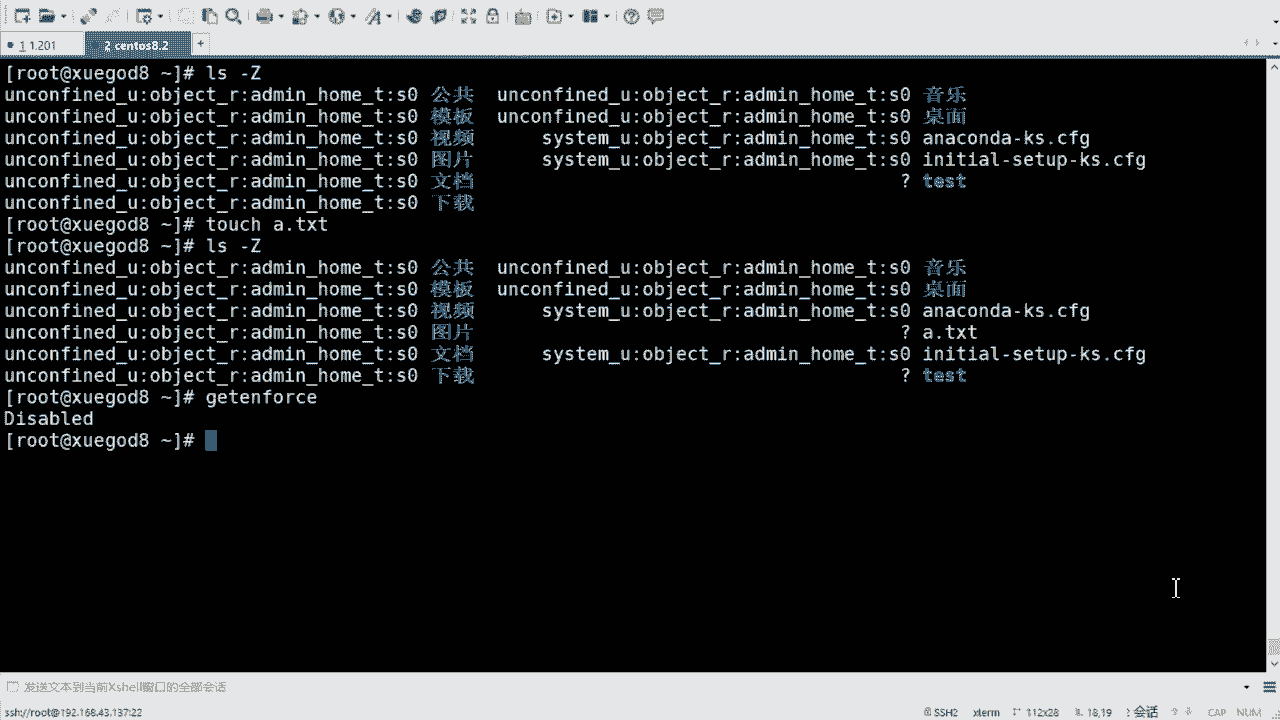 1 1.201
2 centos8.2
+
[root@xuegod8 ~]# ls -Z
unconfined_u:object_r:admin_home_t:s0 公共  unconfined_u:object_r:admin_home_t:s0 音乐
unconfined_u:object_r:admin_home_t:s0 模板  unconfined_u:object_r:admin_home_t:s0 桌面
unconfined_u:object_r:admin_home_t:s0 视频      system_u:object_r:admin_home_t:s0 anaconda-ks.cfg
unconfined_u:object_r:admin_home_t:s0 图片      system_u:object_r:admin_home_t:s0 initial-setup-ks.cfg
unconfined_u:object_r:admin_home_t:s0 文档                                      ? test
unconfined_u:object_r:admin_home_t:s0 下载
[root@xuegod8 ~]# touch a.txt
[root@xuegod8 ~]# ls -Z
unconfined_u:object_r:admin_home_t:s0 公共  unconfined_u:object_r:admin_home_t:s0 音乐
unconfined_u:object_r:admin_home_t:s0 模板  unconfined_u:object_r:admin_home_t:s0 桌面
unconfined_u:object_r:admin_home_t:s0 视频      system_u:object_r:admin_home_t:s0 anaconda-ks.cfg
unconfined_u:object_r:admin_home_t:s0 图片                                      ? a.txt
unconfined_u:object_r:admin_home_t:s0 文档      system_u:object_r:admin_home_t:s0 initial-setup-ks.cfg
unconfined_u:object_r:admin_home_t:s0 下载                                      ? test
[root@xuegod8 ~]# getenforce
Disabled
[root@xuegod8 ~]#
发送文本到当前Xshell窗口的全部会话
ssh://root@192.168.43.137:22
SSH2 xterm 112x28 18,19 1 会话 CAP NUM